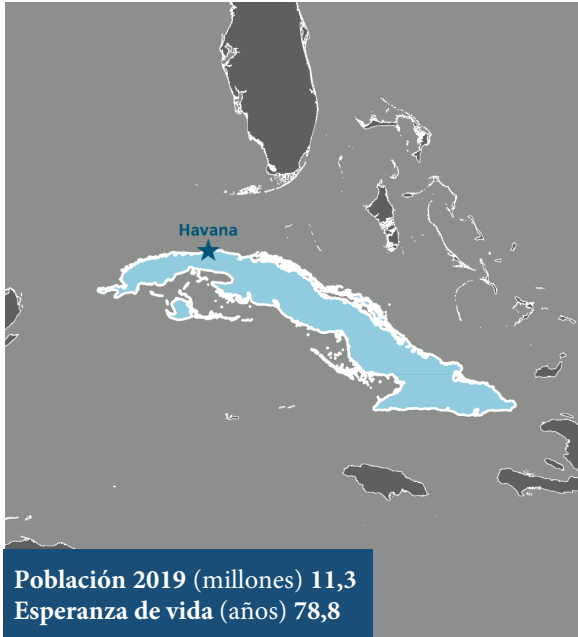 Havana
Población 2019 (millones) 11,3
Esperanza de vida (años) 78,8